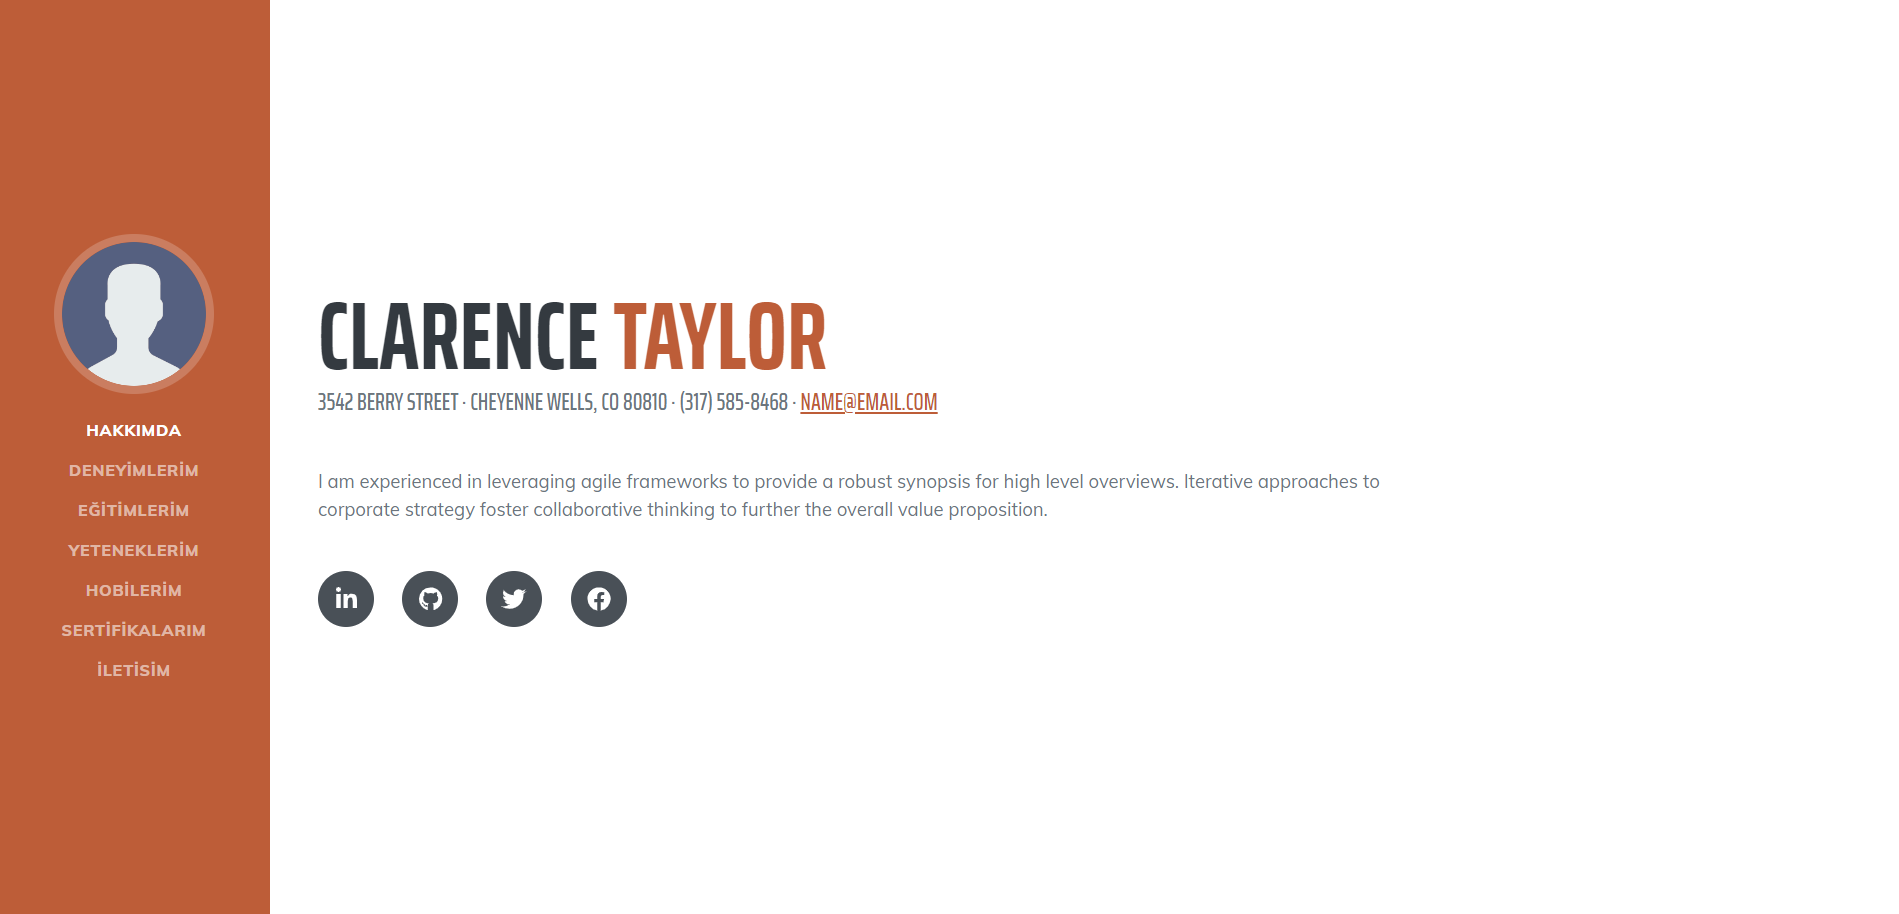 HAKKIMDA
DENEYİMLERİM
EĞİTİMLERİM
YETENEKLERİM
HOBİLERİM
SERTİFİKALARIM
İLETİSİM
CLARENCE TAYLOR
3542 BERRY STREET · CHEYENNE WELLS, CO 80810 · (317) 585-8468 · NAME@EMAIL.COM
I am experienced in leveraging agile frameworks to provide a robust synopsis for high level overviews. Iterative approaches to
corporate strategy foster collaborative thinking to further the overall value proposition.